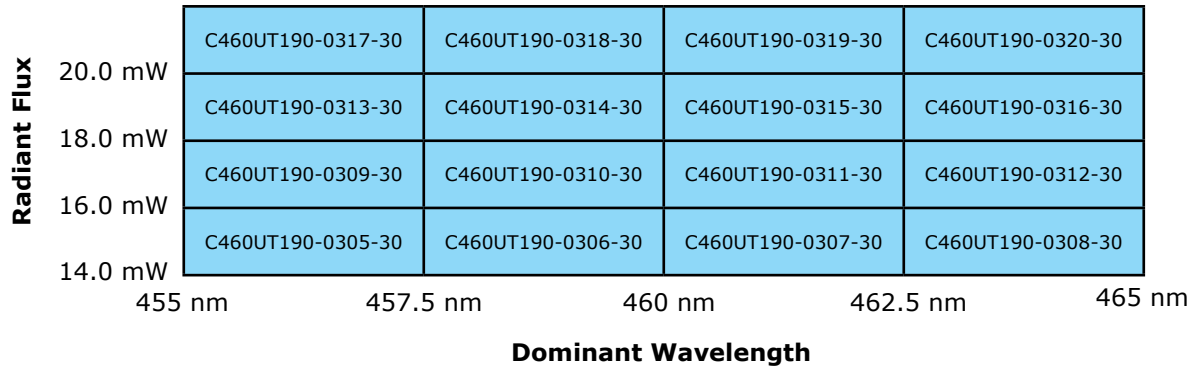 Radiant Flux
C460UT190-0317-30 C460UT190-0318-30 C460UT190-0319-30 C460UT190-0320-30
20.0 mW
C460UT190-0313-30 C460UT190-0314-30 C460UT190-0315-30 C460UT190-0316-30
18.0 mW
C460UT190-0309-30 C460UT190-0310-30 C460UT190-0311-30 C460UT190-0312-30
16.0 mW
C460UT190-0305-30 C460UT190-0306-30 C460UT190-0307-30 C460UT190-0308-30
14.0 mW
455 nm 457.5 nm 460 nm 462.5 nm 465 nm
Dominant Wavelength